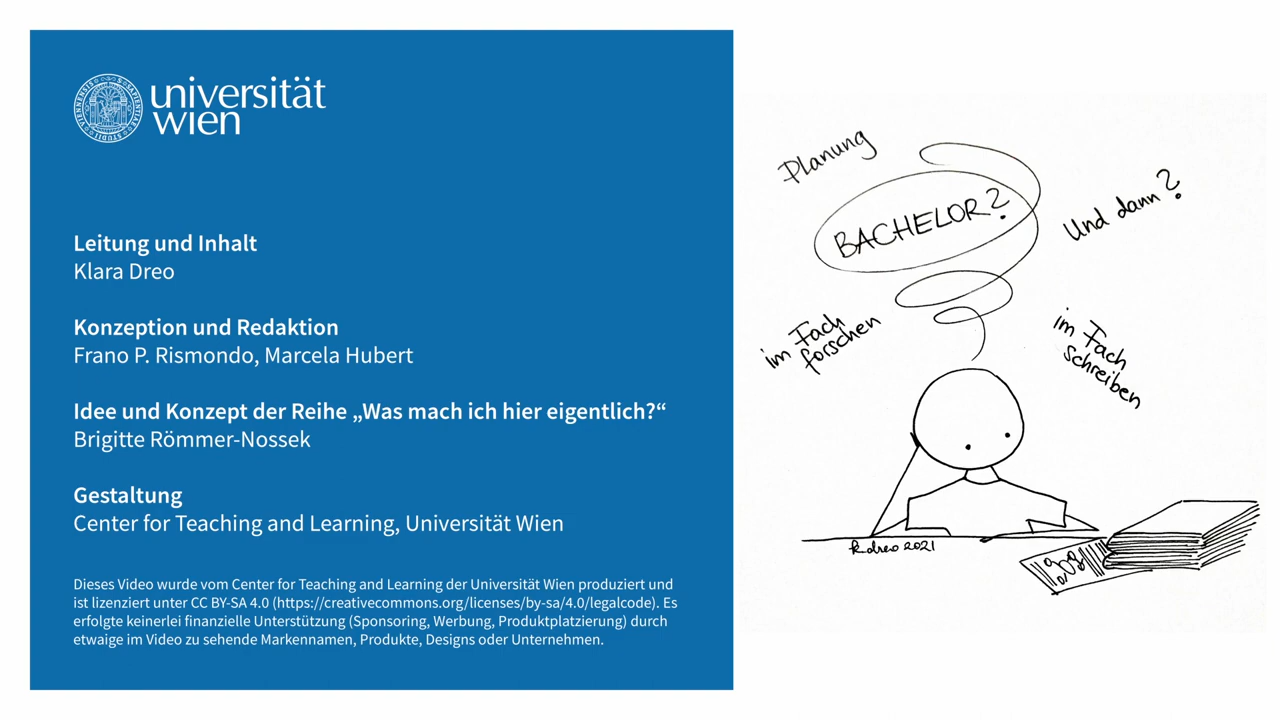 universität
wien
Leitung und Inhalt
Klara Dreo
Konzeption und Redaktion
Frano P. Rismondo, Marcela Hubert
Idee und Konzept der Reihe „Was mach ich hier eigentlich?“
Brigitte Römmer-Nossek
Gestaltung
Center for Teaching and Learning, Universität Wien
Dieses Video wurde vom Center for Teaching and Learning der Universität Wien produziert und
ist lizenziert unter CC BY-SA 4.0 (https://creativecommons.org/licenses/by-sa/4.0/legalcode). Es
erfolgte keinerlei finanzielle Unterstützung (Sponsoring, Werbung, Produktplatzierung) durch
etwaige im Video zu sehende Markennamen, Produkte, Designs oder Unternehmen.
Planung
BACHELOR?
Und dann?
im Fach
forschen
im Fach
schreiben
k.dreo 2021